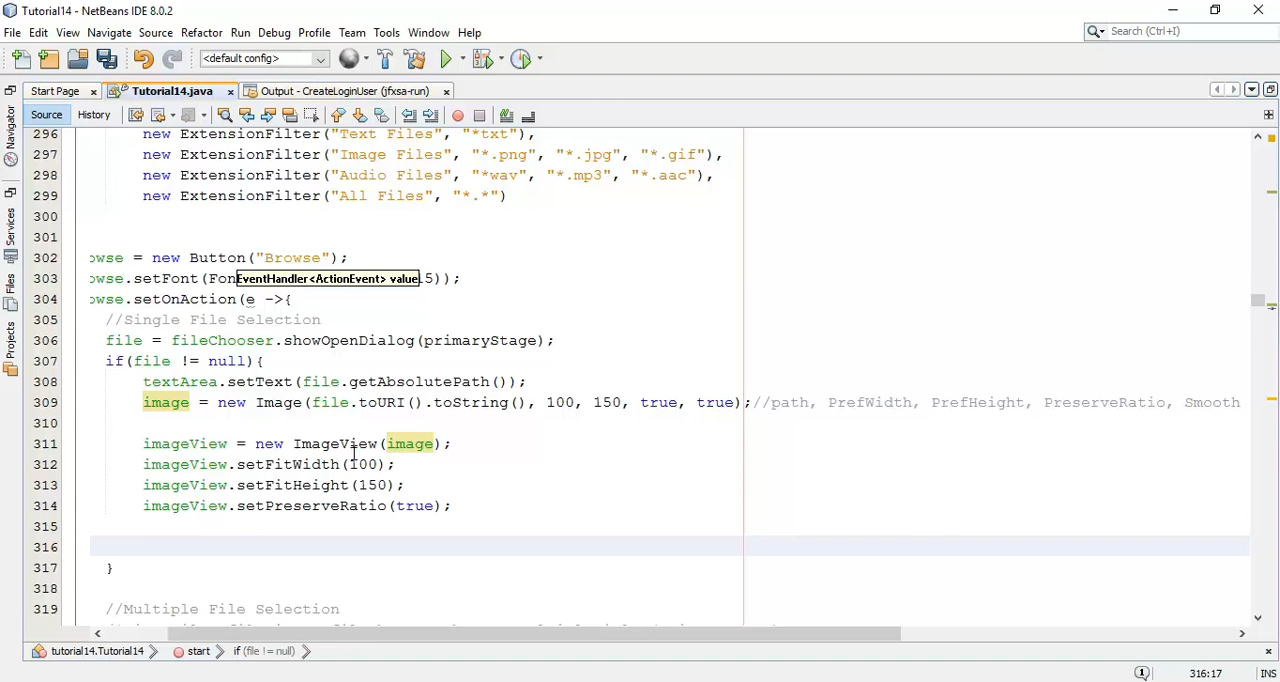 Tutorial14 - NetBeans IDE 8.0.2
File Edit View Navigate Source Refactor Run Debug Profile Team Tools Window Help
Search (Ctrl+I)
<default config>
Start Page Tutorial14.java Output - CreateLoginUser (jfxsa-run)
Source History
Navigator
Services
Files
Projects
296 new ExtensionFilter("Text Files", "*txt"),
297 new ExtensionFilter("Image Files", "*.png", "*.jpg", "*.gif"),
298 new ExtensionFilter("Audio Files", "*wav", "*.mp3", "*.aac"),
299 new ExtensionFilter("All Files", "*.*")
300
301
302 owse = new Button("Browse");
303 owse.setFont(Fon EventHandler<ActionEvent> value 5));
304 owse.setOnAction(e ->{
305 //Single File Selection
306 file = fileChooser.showOpenDialog(primaryStage);
307 if(file != null){
308 textArea.setText(file.getAbsolutePath());
309 image = new Image(file.toURI().toString(), 100, 150, true, true);//path, PrefWidth, PrefHeight, PreserveRatio, Smooth
310
311 imageView = new ImageView(image);
312 imageView.setFitWidth(100);
313 imageView.setFitHeight(150);
314 imageView.setPreserveRatio(true);
315
316
317 }
318
319 //Multiple File Selection
tutorial14.Tutorial14 start if (file != null)
1 316:17 INS